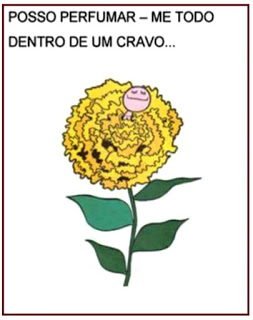 POSSO PERFUMAR – ME TODO
DENTRO DE UM CRAVO...